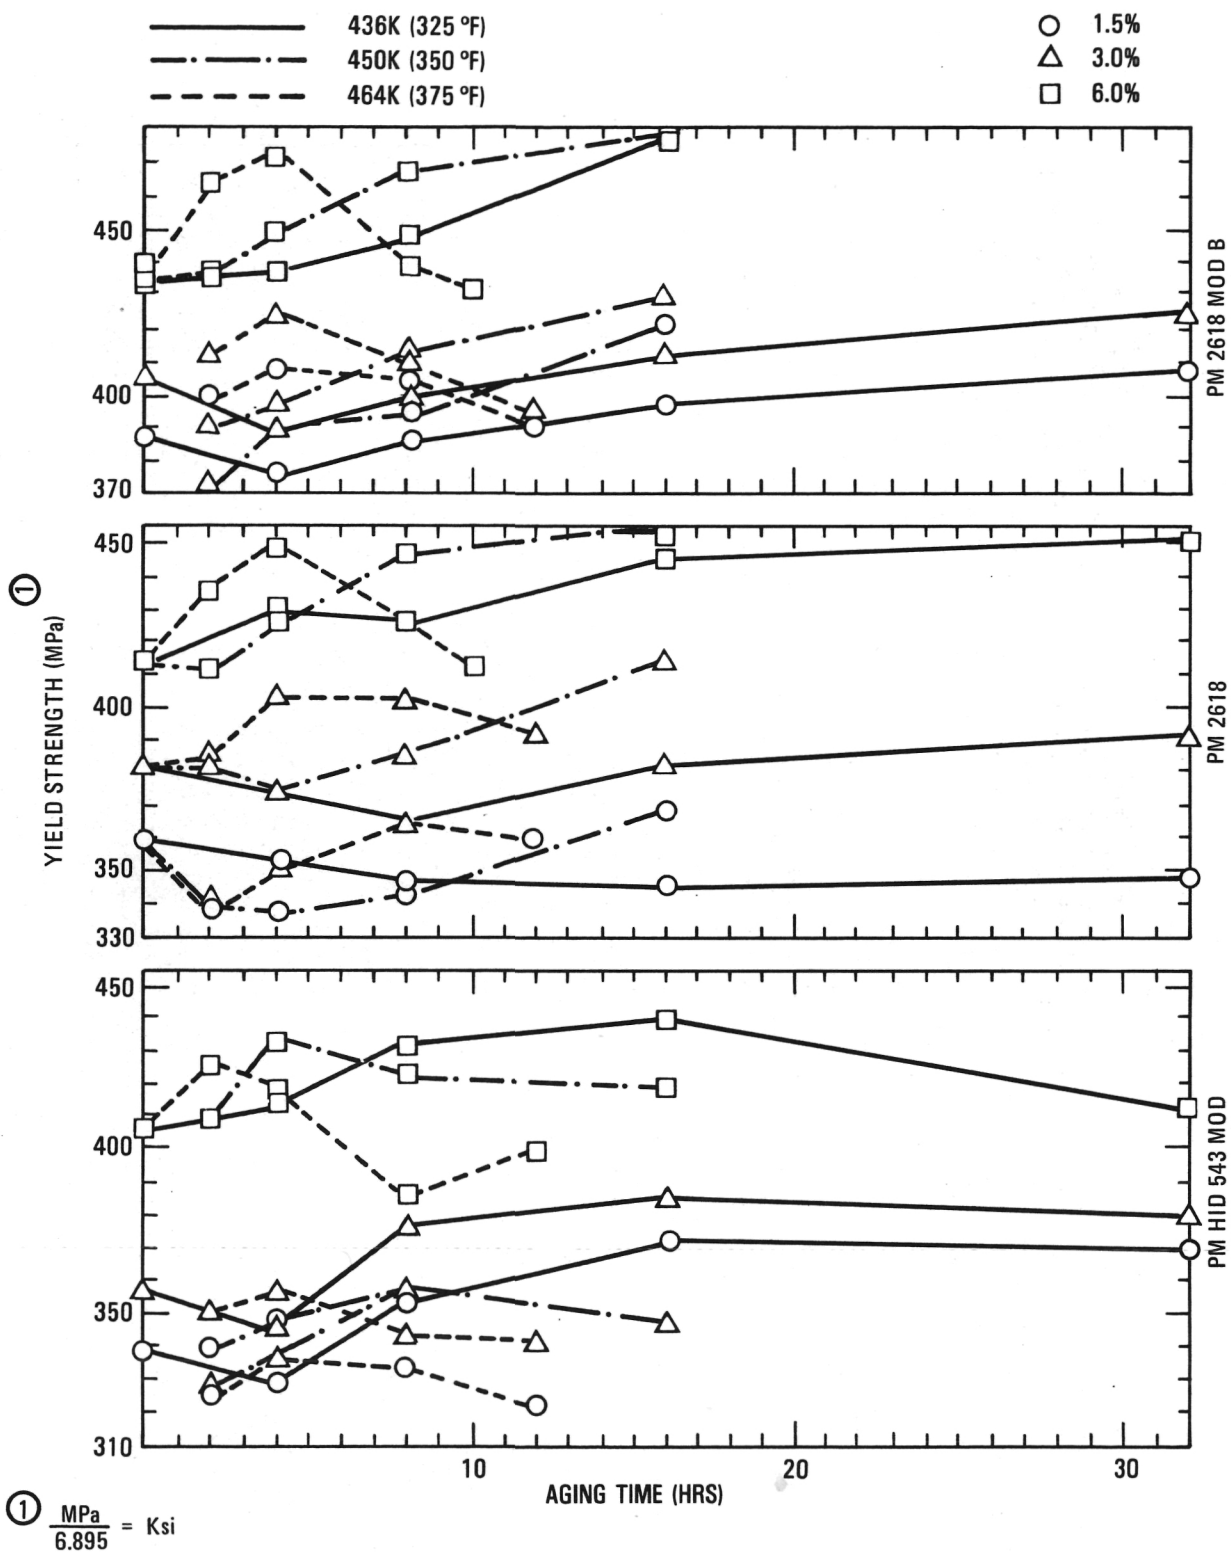 436K (325 °F)
450K (350 °F)
464K (375 °F)
1.5%
3.0%
6.0%
450
400
370
PM 2618 MOD B
450
400
350
330
PM 2618
1
YIELD STRENGTH (MPa)
450
400
350
310
PM HID 543 MOD
10
20
30
AGING TIME (HRS)
1 MPa
6.895 = Ksi